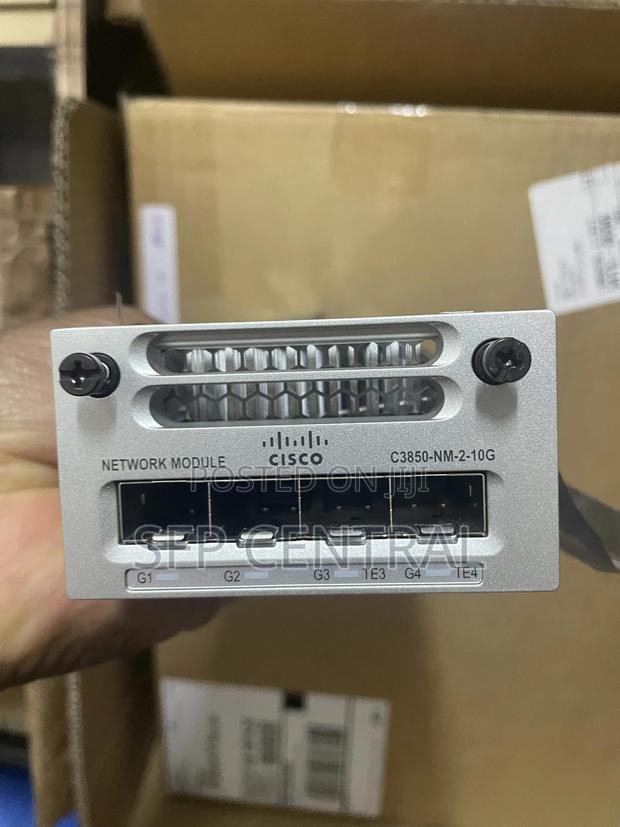 NETWORK MODULE
CISCO
C3850-NM-2-10G
POSTED ON JIJI
SFP CENTRAL
G1 G2 G3 TE3 G4 TE4